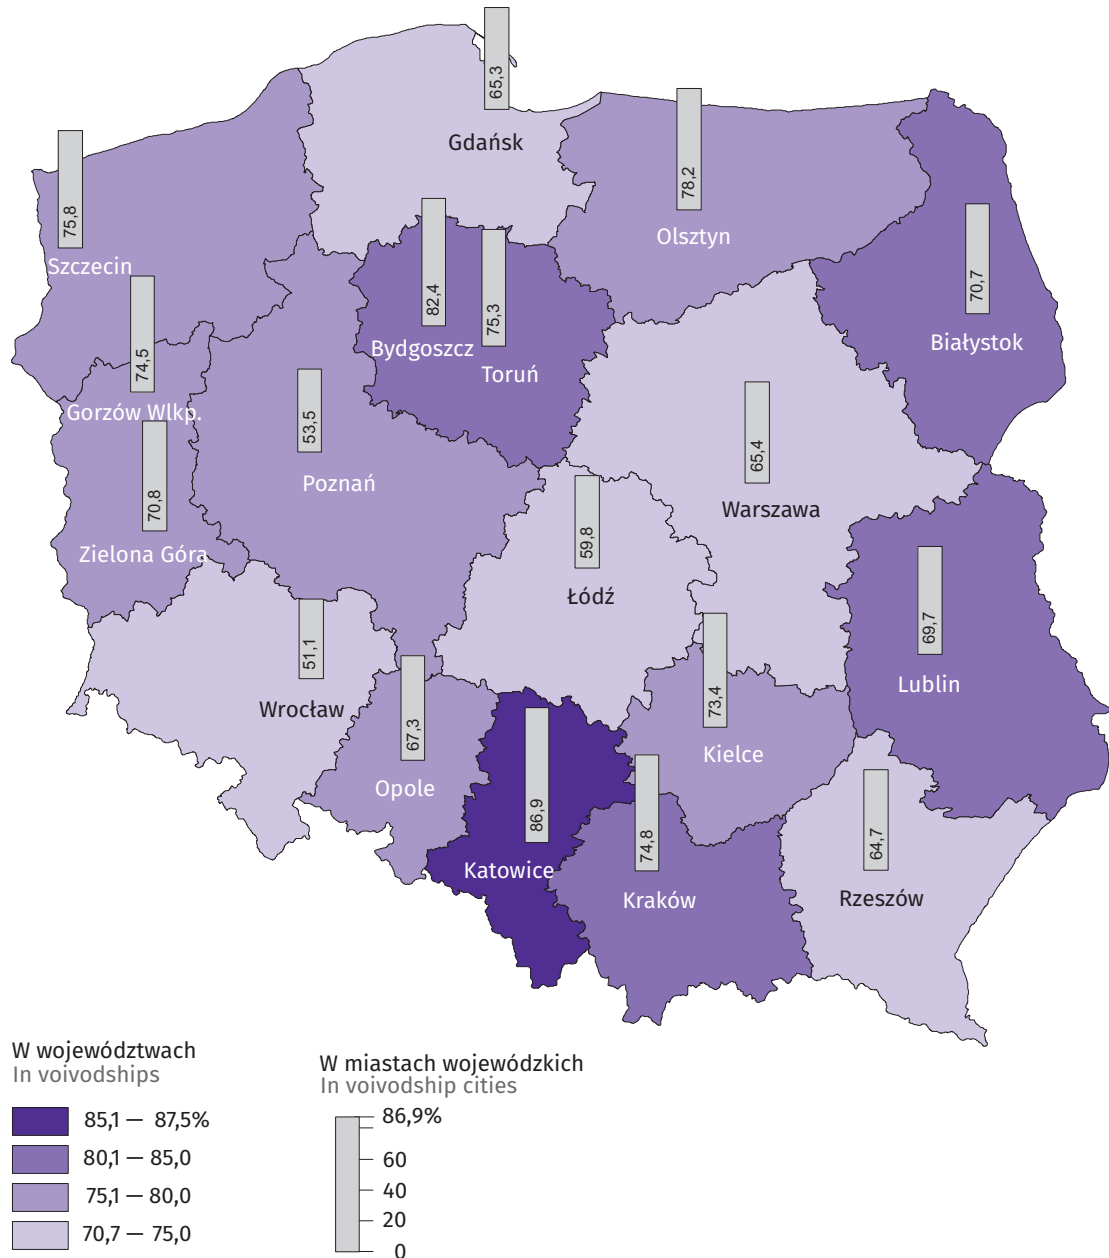 65,3
Gdańsk
78,2
Olsztyn
75,8
Szczecin
70,7
Białystok
82,4
Bydgoszcz
75,3
Toruń
74,5
Gorzów Wlkp.
53,5
Poznań
65,4
Warszawa
70,8
Zielona Góra
59,8
Łódź
69,7
Lublin
51,1
Wrocław
67,3
Opole
73,4
Kielce
86,9
Katowice
74,8
Kraków
64,7
Rzeszów
W województwach
In voivodships
85,1 — 87,5%
80,1 — 85,0
75,1 — 80,0
70,7 — 75,0
W miastach wojewódzkich
In voivodship cities
86,9%
60
40
20
0